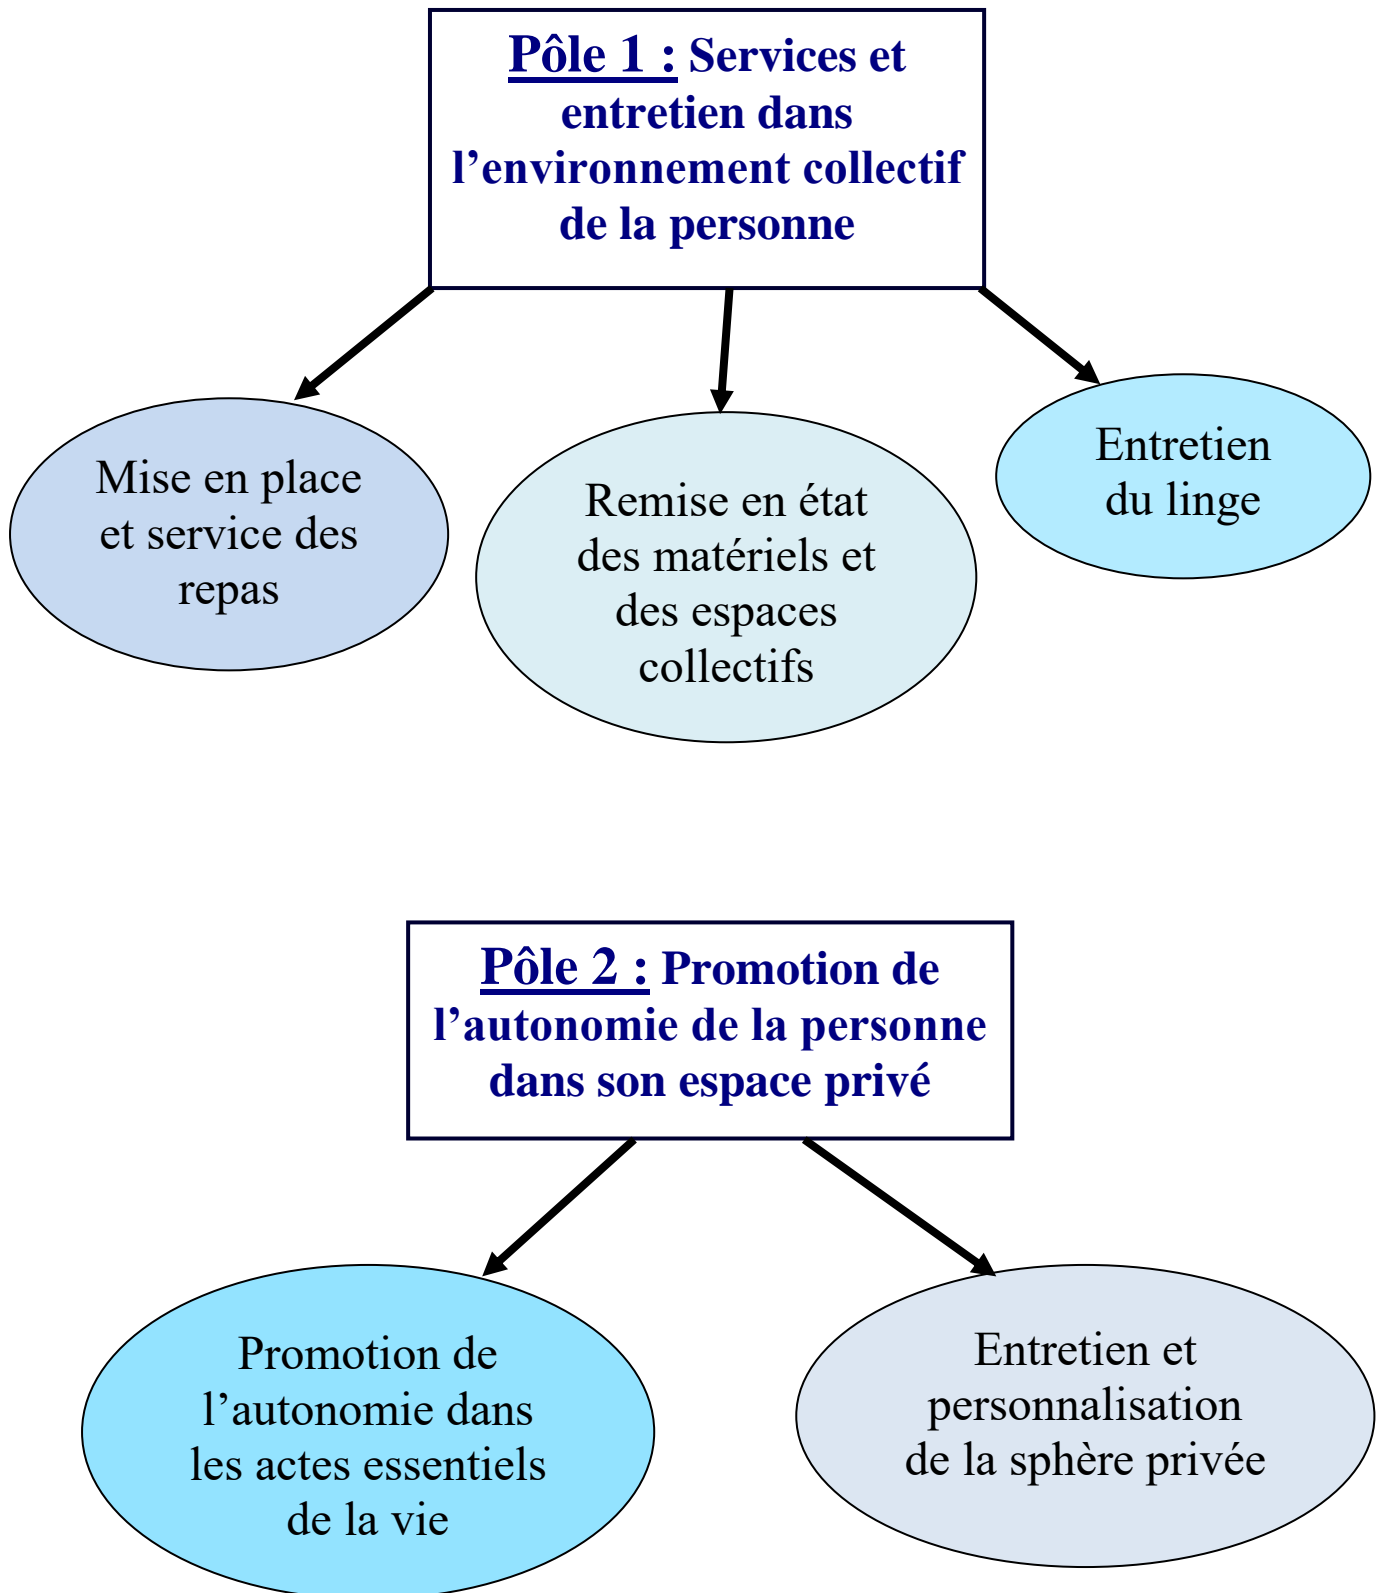 Pôle 1 : Services et
entretien dans
l’environnement collectif
de la personne
Mise en place
et service des
repas
Remise en état
des matériels et
des espaces
collectifs
Entretien
du linge
Pôle 2 : Promotion de
l’autonomie de la personne
dans son espace privé
Promotion de
l’autonomie dans
les actes essentiels
de la vie
Entretien et
personnalisation
de la sphère privée